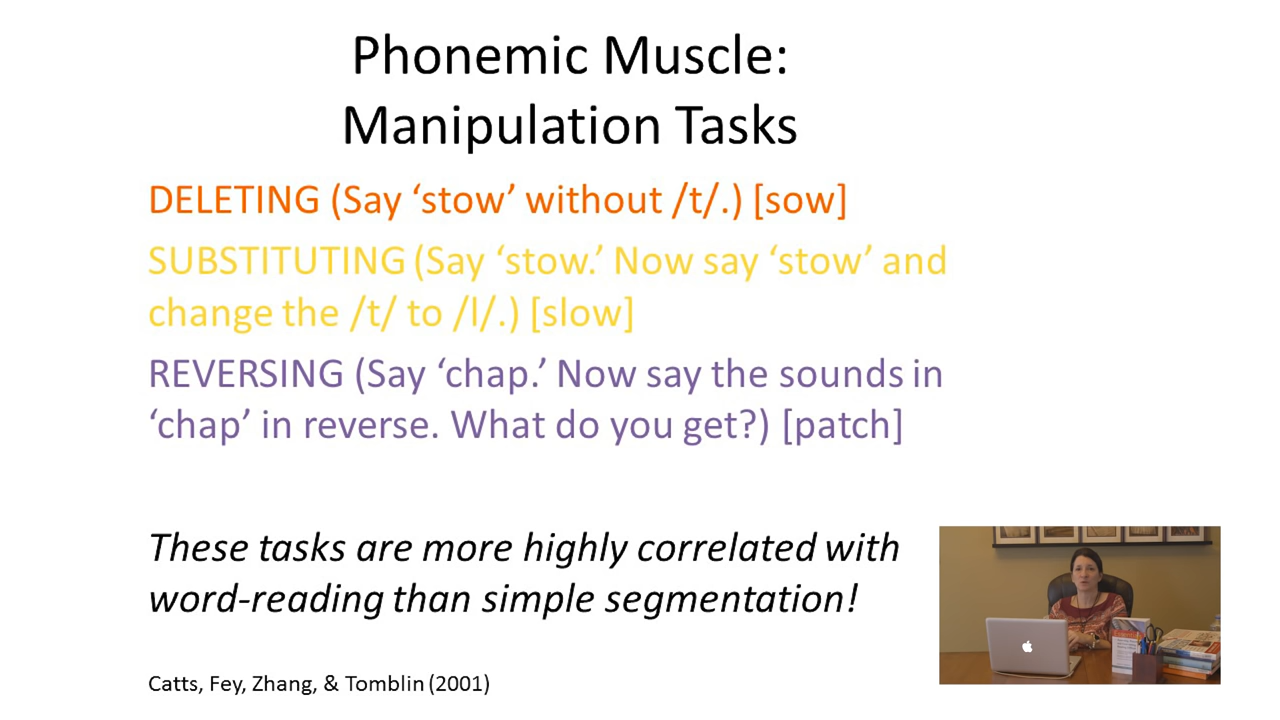 Phonemic Muscle:
Manipulation Tasks
DELETING (Say ‘stow’ without /t/.) [sow]
SUBSTITUTING (Say ‘stow.’ Now say ‘stow’ and
change the /t/ to /l/.) [slow]
REVERSING (Say ‘chap.’ Now say the sounds in
‘chap’ in reverse. What do you get?) [patch]
These tasks are more highly correlated with
word-reading than simple segmentation!
Catts, Fey, Zhang, & Tomblin (2001)